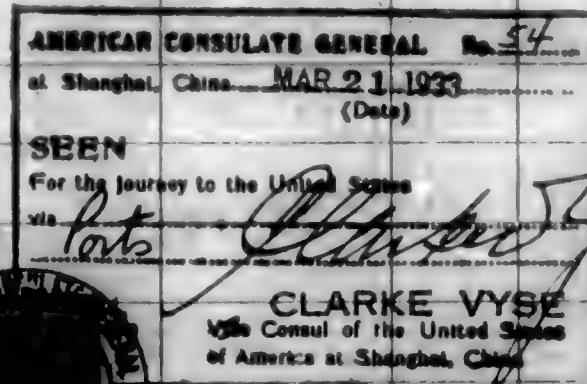 AMERICAN CONSULATE GENERAL No. 54
at Shanghai, China MAR 21 1933
(Date)
SEEN
For the journey to the United States
via Ports
CLARKE VYSE
Vice Consul of the United States
of America at Shanghai, China